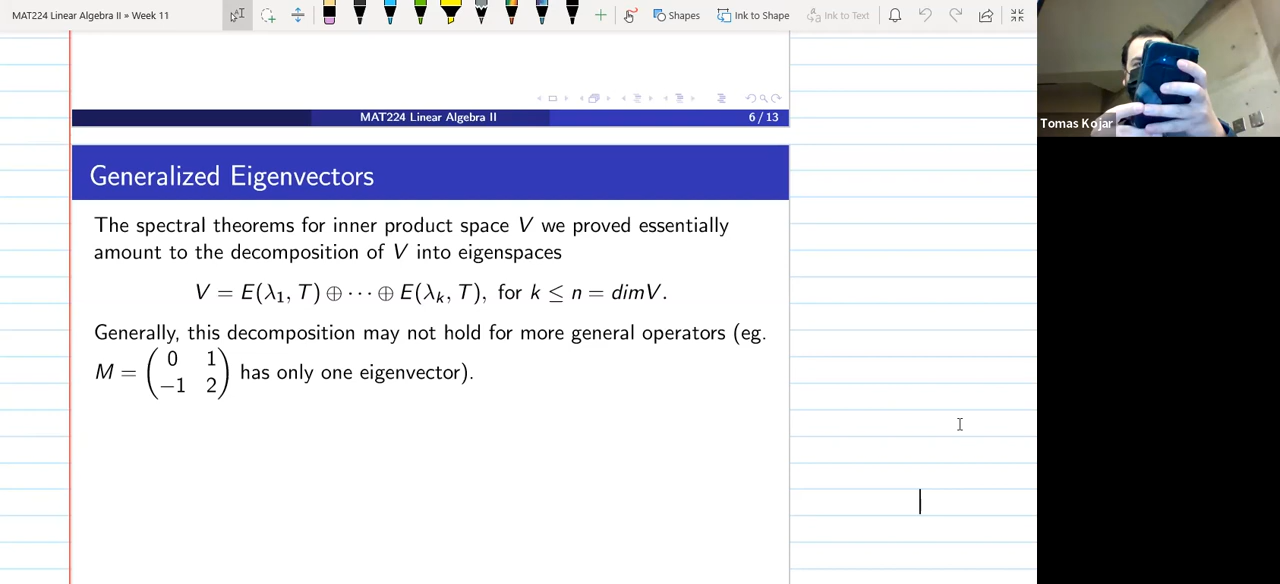 MAT224 Linear Algebra II » Week 11
Shapes
Ink to Shape
Ink to Text
Tomas Kojar
MAT224 Linear Algebra II
6 / 13
Generalized Eigenvectors
The spectral theorems for inner product space V we proved essentially
amount to the decomposition of V into eigenspaces
V = E(λ₁, T) ⊕ ··· ⊕ E(λₖ, T), for k ≤ n = dimV.
Generally, this decomposition may not hold for more general operators (eg.
M = ( 0 1
-1 2 ) has only one eigenvector).